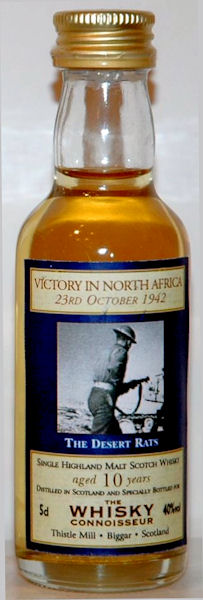 VICTORY IN NORTH AFRICA
23RD OCTOBER 1942
THE DESERT RATS
SINGLE HIGHLAND MALT SCOTCH WHISKY
aged 10 years
DISTILLED IN SCOTLAND AND SPECIALLY BOTTLED FOR
THE
5cl WHISKY 40%vol
CONNOISSEUR
Thistle Mill • Biggar • Scotland